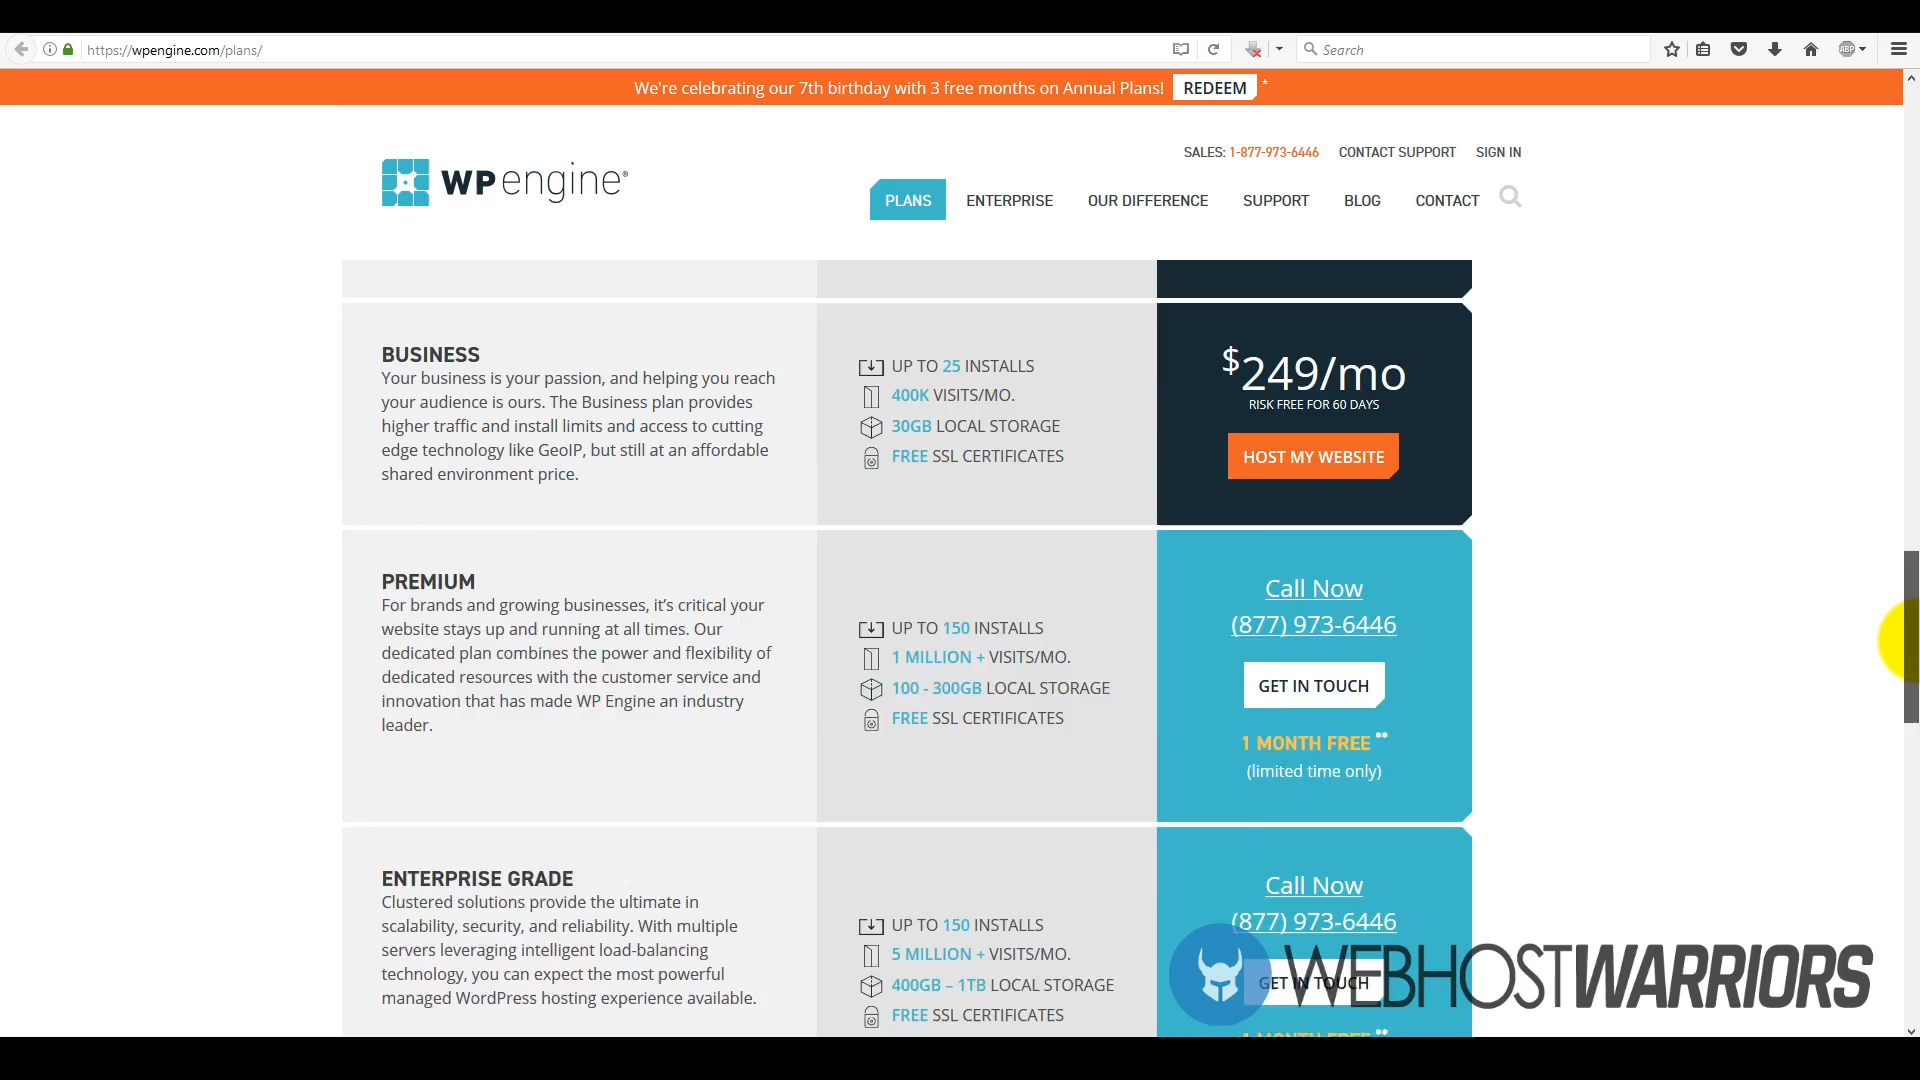 https://wpengine.com/plans/
Search
ABP
We're celebrating our 7th birthday with 3 free months on Annual Plans! REDEEM *
SALES: 1-877-973-6446 CONTACT SUPPORT SIGN IN
WP engine®
PLANS ENTERPRISE OUR DIFFERENCE SUPPORT BLOG CONTACT
BUSINESS
Your business is your passion, and helping you reach
your audience is ours. The Business plan provides
higher traffic and install limits and access to cutting
edge technology like GeoIP, but still at an affordable
shared environment price.
UP TO 25 INSTALLS
400K VISITS/MO.
30GB LOCAL STORAGE
FREE SSL CERTIFICATES
$249/mo
RISK FREE FOR 60 DAYS
HOST MY WEBSITE
PREMIUM
For brands and growing businesses, it’s critical your
website stays up and running at all times. Our
dedicated plan combines the power and flexibility of
dedicated resources with the customer service and
innovation that has made WP Engine an industry
leader.
UP TO 150 INSTALLS
1 MILLION + VISITS/MO.
100 - 300GB LOCAL STORAGE
FREE SSL CERTIFICATES
Call Now
(877) 973-6446
GET IN TOUCH
1 MONTH FREE **
(limited time only)
ENTERPRISE GRADE
Clustered solutions provide the ultimate in
scalability, security, and reliability. With multiple
servers leveraging intelligent load-balancing
technology, you can expect the most powerful
managed WordPress hosting experience available.
UP TO 150 INSTALLS
5 MILLION + VISITS/MO.
400GB – 1TB LOCAL STORAGE
FREE SSL CERTIFICATES
Call Now
(877) 973-6446
GET IN TOUCH
1 MONTH FREE **
WEBHOSTWARRIORS